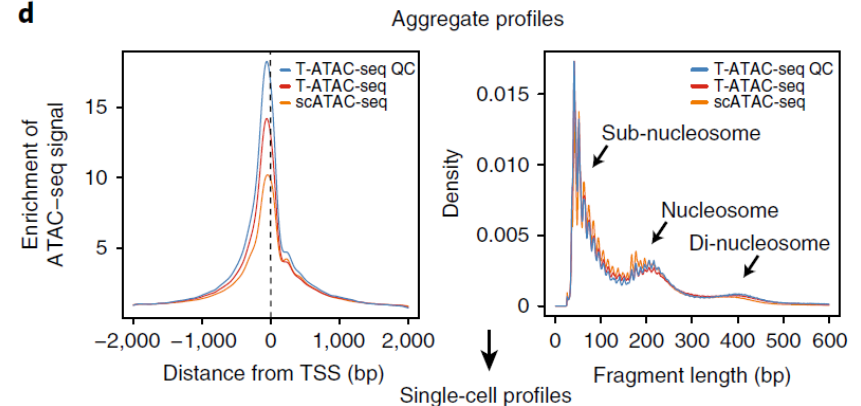 d
Aggregate profiles
Enrichment of
ATAC−seq signal
15
10
5
T-ATAC-seq QC
T-ATAC-seq
scATAC-seq
−2,000 −1,000 0 1,000 2,000
Distance from TSS (bp)
Density
0.015
0.010
0.005
0
T-ATAC-seq QC
T-ATAC-seq
scATAC-seq
Sub-nucleosome
Nucleosome
Di-nucleosome
0 100 200 300 400 500 600
Fragment length (bp)
Single-cell profiles